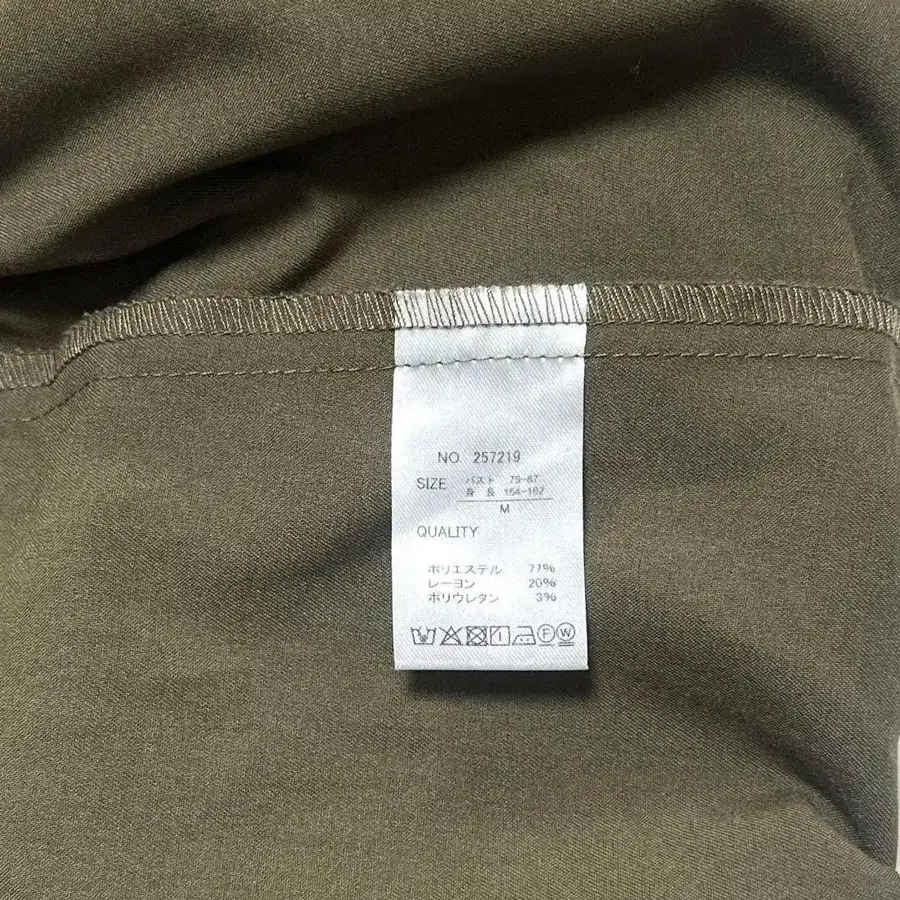 NO. 257219
SIZE バスト 79-87
身長 154-162
M
QUALITY
ポリエステル 77%
レーヨン 20%
ポリウレタン 3%
F W